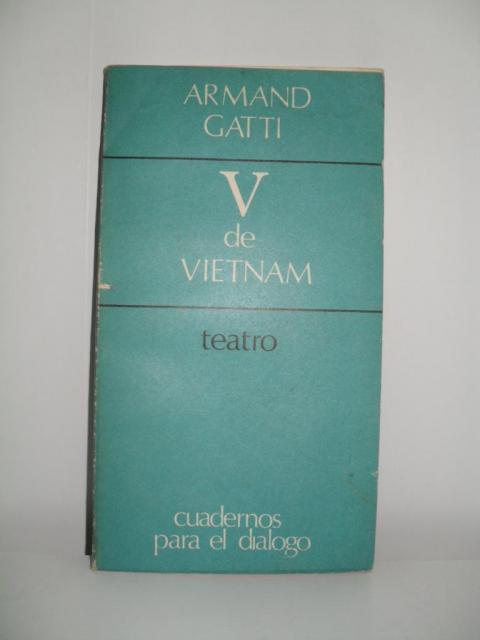 ARMAND
GATTI
V
de
VIETNAM
teatro
cuadernos
para el dialogo